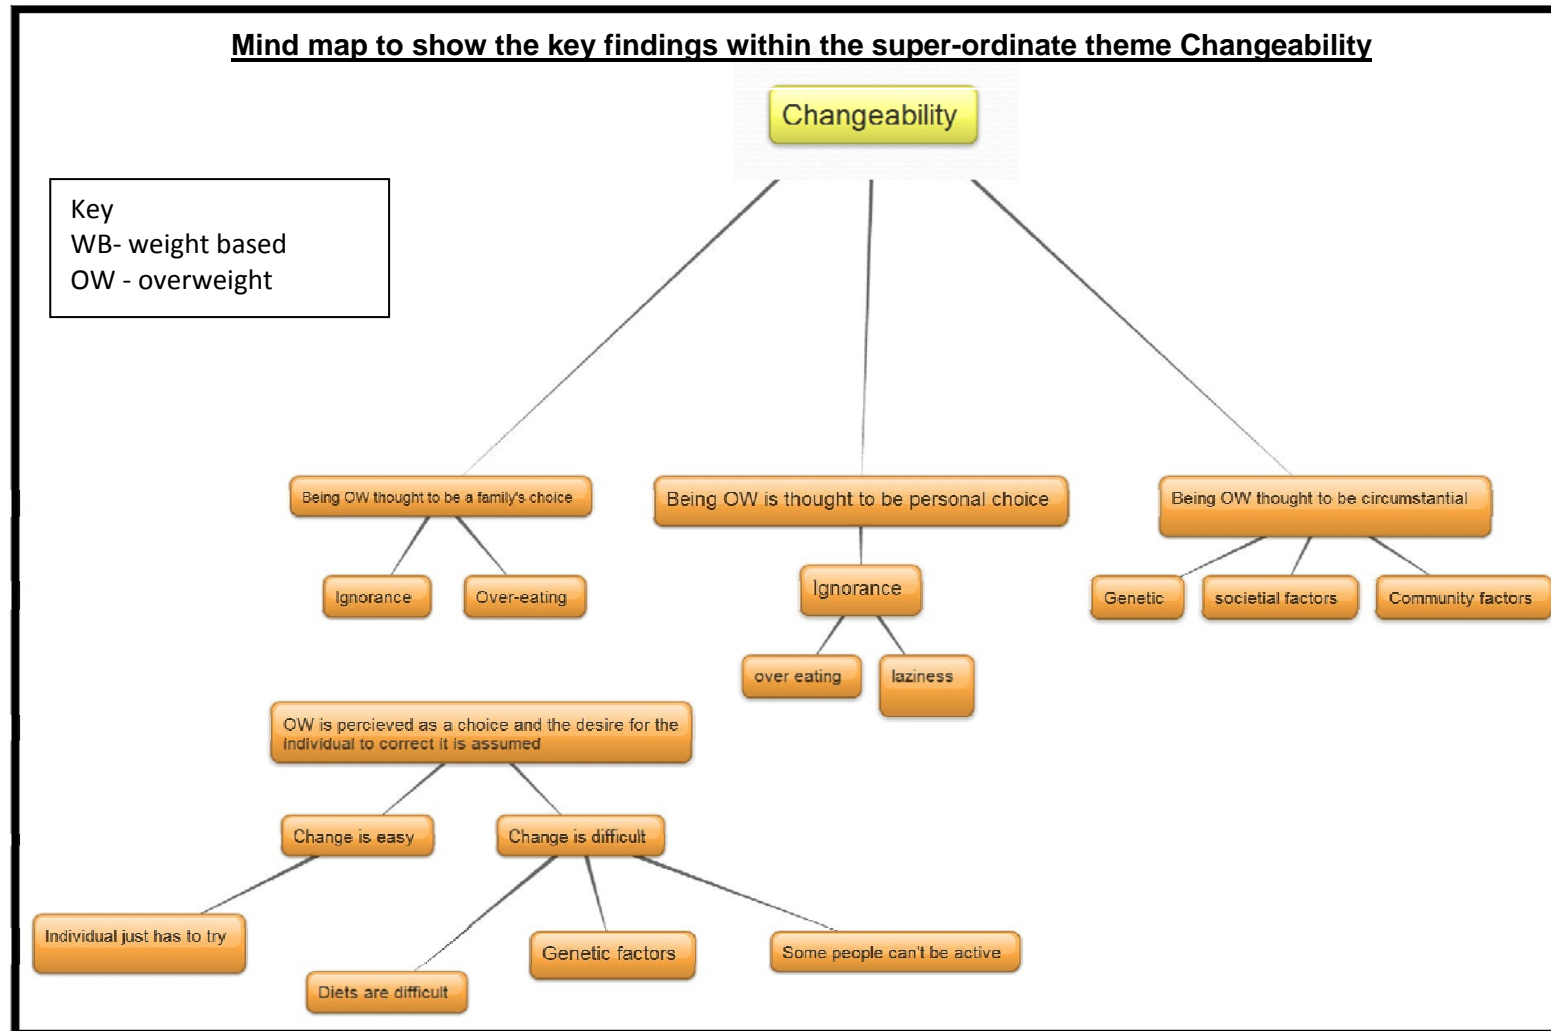 Mind map to show the key findings within the super-ordinate theme Changeability
Changeability
Key
WB- weight based
OW - overweight
Being OW thought to be a family's choice
Being OW is thought to be personal choice
Being OW thought to be circumstantial
Ignorance
Over-eating
Ignorance
Genetic
societial factors
Community factors
over eating
laziness
OW is percieved as a choice and the desire for the
individual to correct it is assumed
Change is easy
Change is difficult
Individual just has to try
Diets are difficult
Genetic factors
Some people can't be active